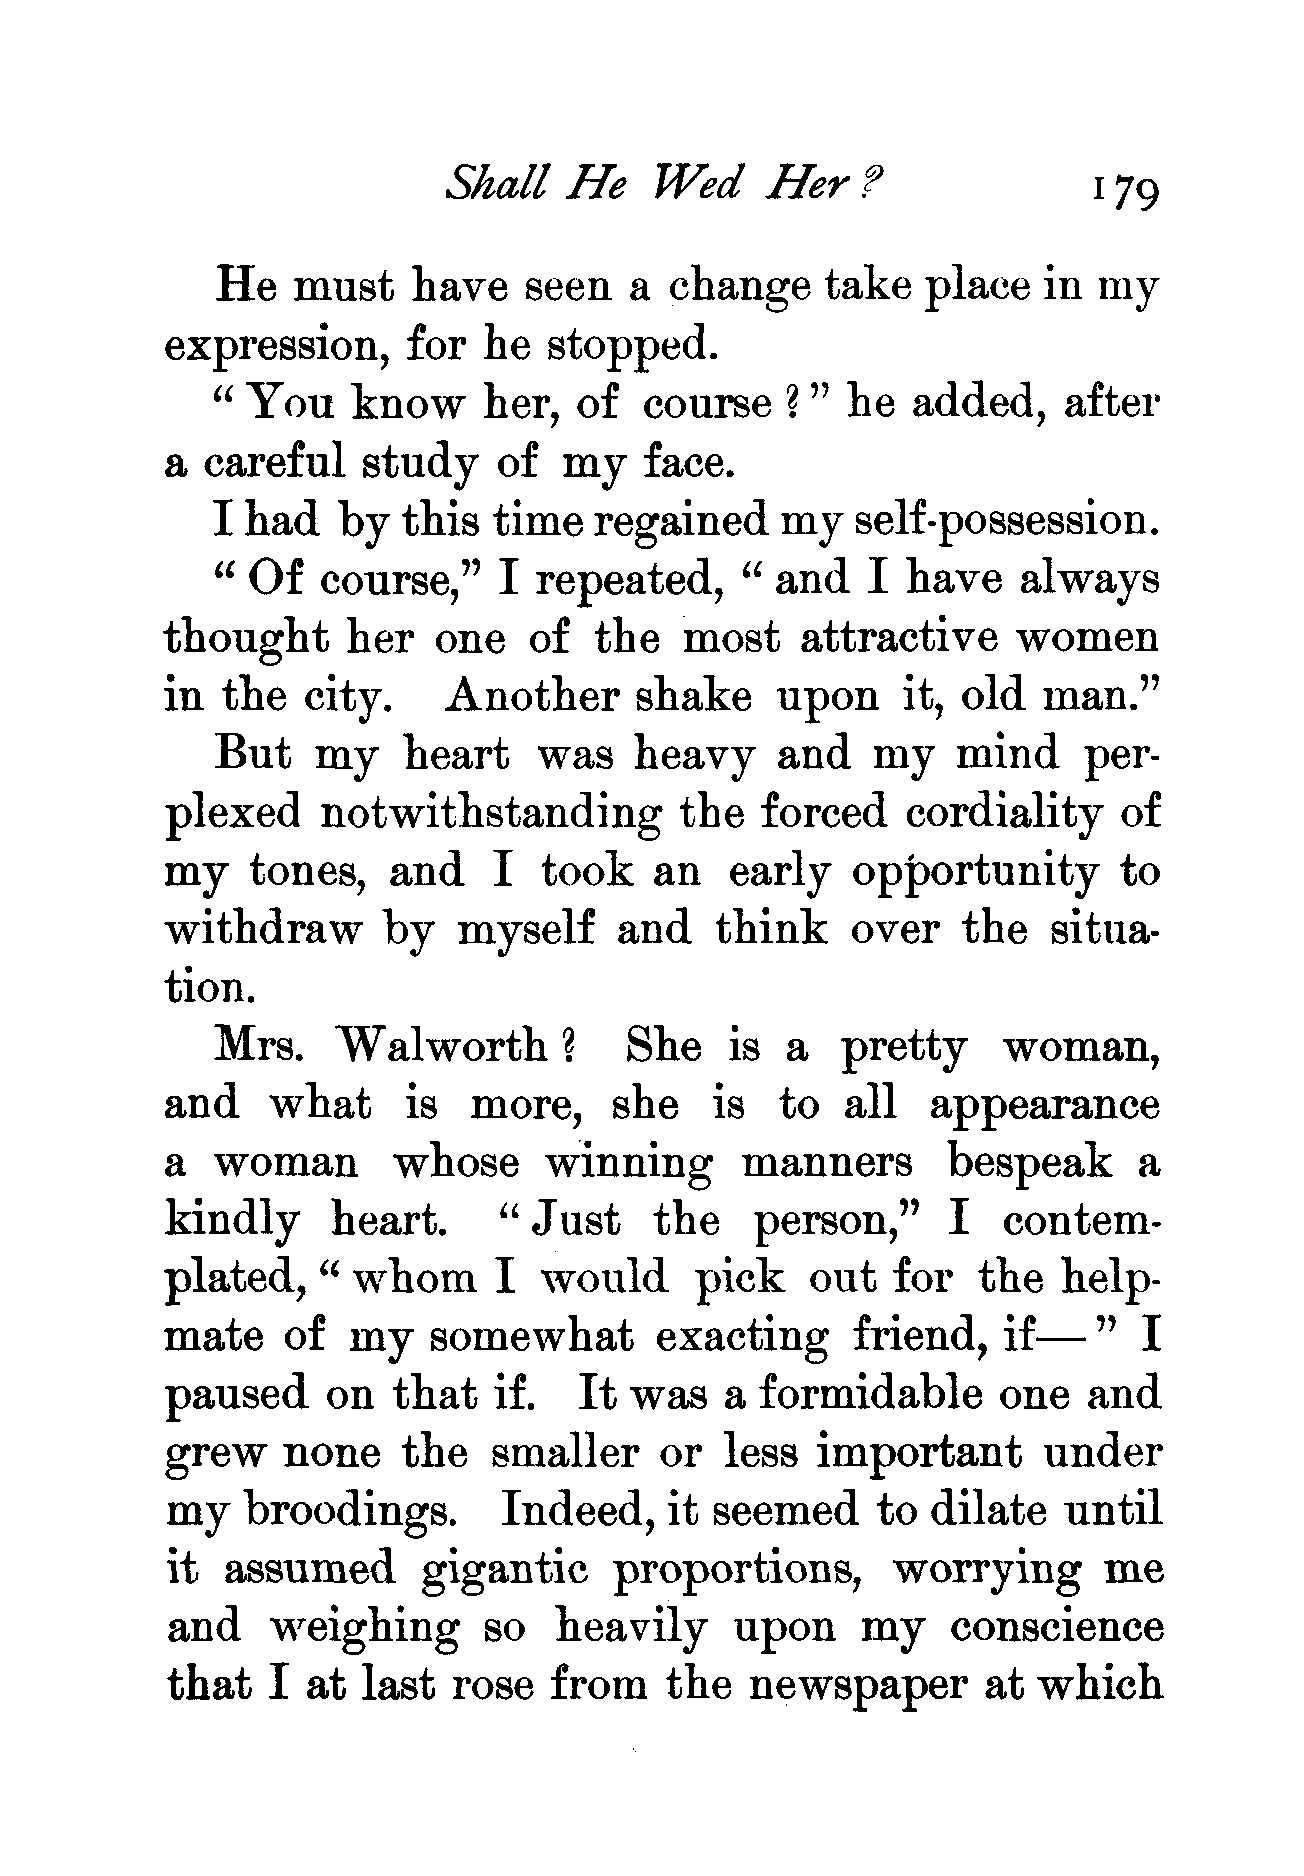 Shall He Wed Her? 179
He must have seen a change take place in my
expression, for he stopped.
“ You know her, of course ? ” he added, after
a careful study of my face.
I had by this time regained my self-possession.
“ Of course,” I repeated, “ and I have always
thought her one of the most attractive women
in the city. Another shake upon it, old man.”
But my heart was heavy and my mind per-
plexed notwithstanding the forced cordiality of
my tones, and I took an early opportunity to
withdraw by myself and think over the situa-
tion.
Mrs. Walworth ? She is a pretty woman,
and what is more, she is to all appearance
a woman whose winning manners bespeak a
kindly heart. “ Just the person,” I contem-
plated, “ whom I would pick out for the help-
mate of my somewhat exacting friend, if— ” I
paused on that if. It was a formidable one and
grew none the smaller or less important under
my broodings. Indeed, it seemed to dilate until
it assumed gigantic proportions, worrying me
and weighing so heavily upon my conscience
that I at last rose from the newspaper at which